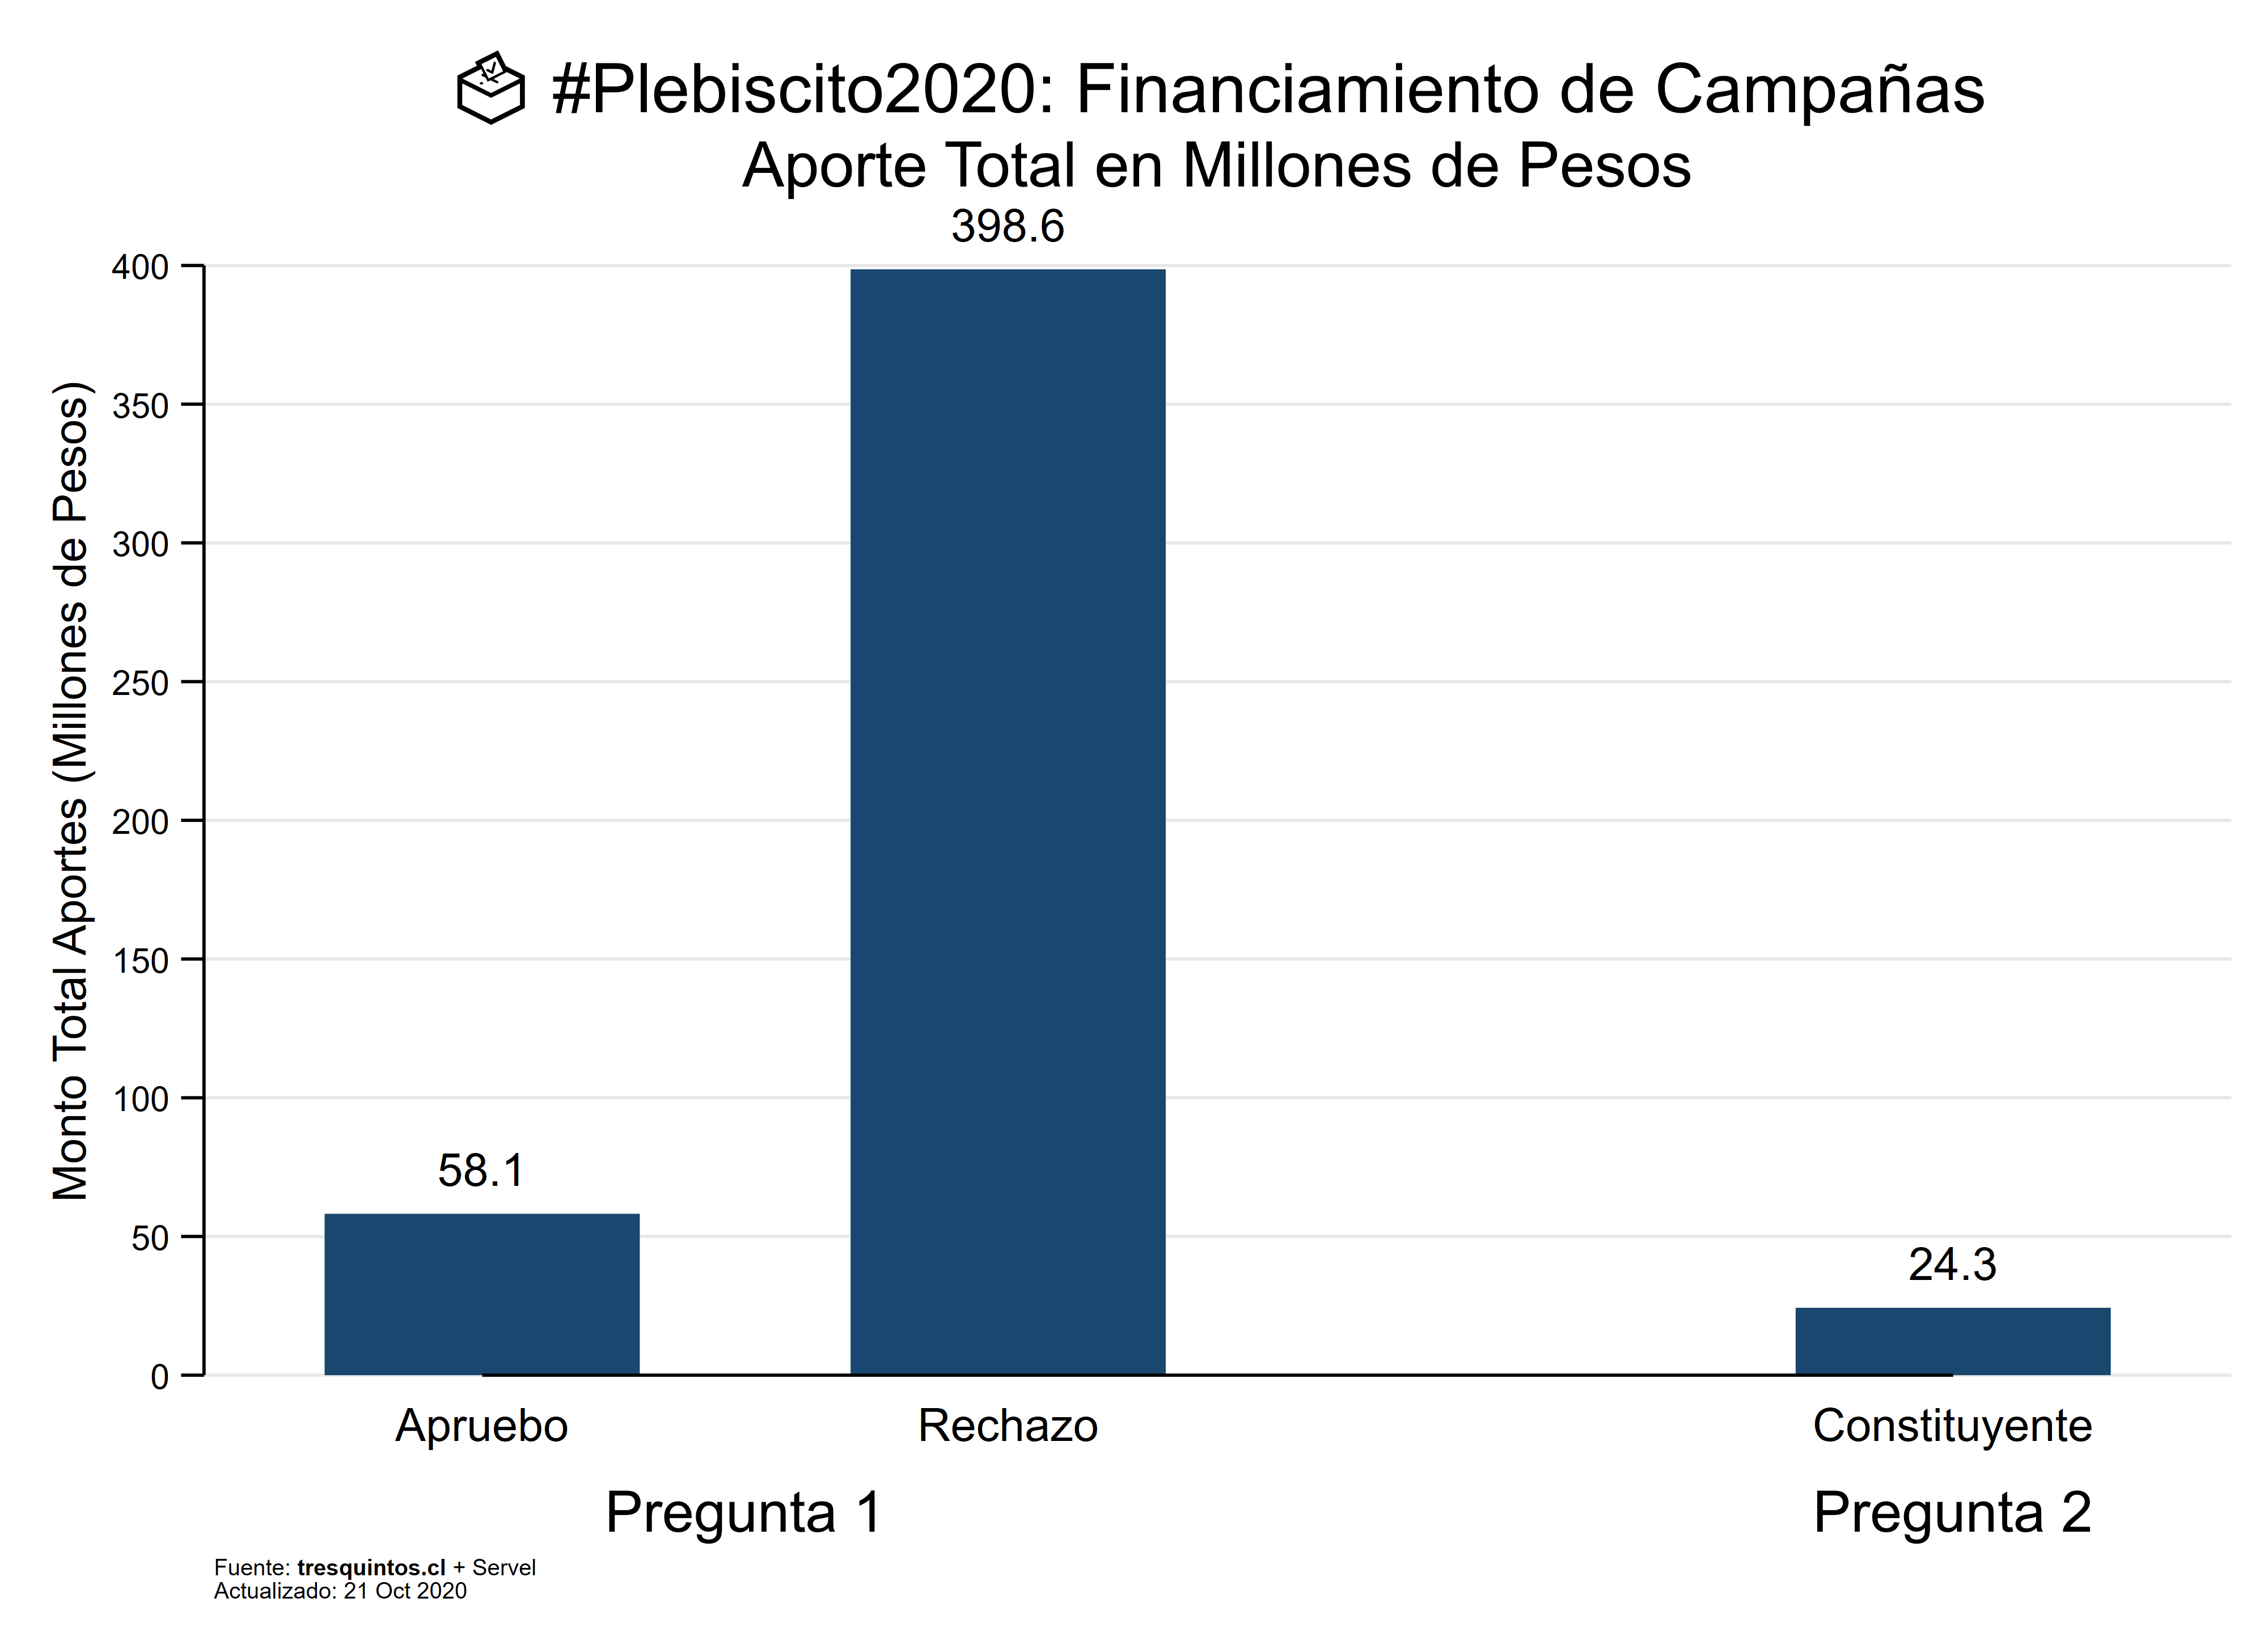 #Plebiscito2020: Financiamiento de Campañas
Aporte Total en Millones de Pesos
Monto Total Aportes (Millones de Pesos)
400
350
300
250
200
150
100
50
0
58.1
398.6
24.3
Apruebo
Rechazo
Constituyente
Pregunta 1
Pregunta 2
Fuente: tresquintos.cl + Servel
Actualizado: 21 Oct 2020